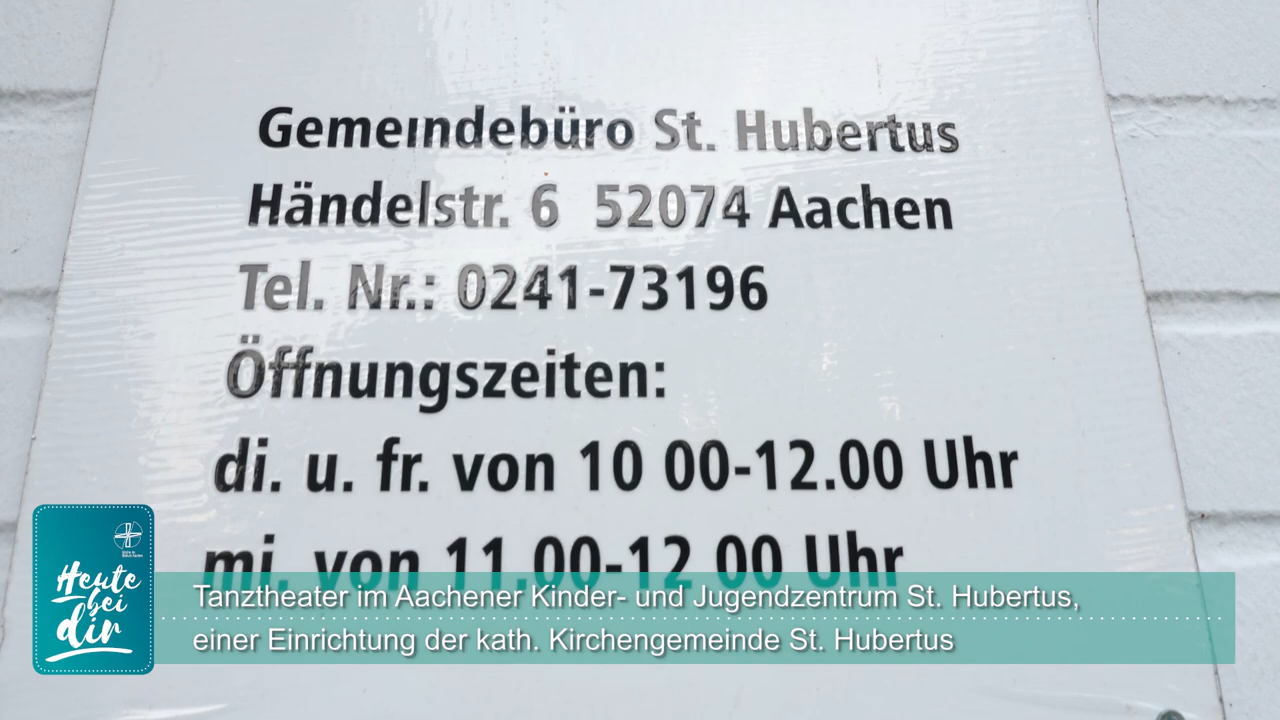 Gemeindebüro St. Hubertus
Händelstr. 6 52074 Aachen
Tel. Nr.: 0241-73196
Öffnungszeiten:
di. u. fr. von 10 00-12.00 Uhr
mi. von 11.00-12 00 Uhr
Heute
bei
dir
Tanztheater im Aachener Kinder- und Jugendzentrum St. Hubertus,
einer Einrichtung der kath. Kirchengemeinde St. Hubertus